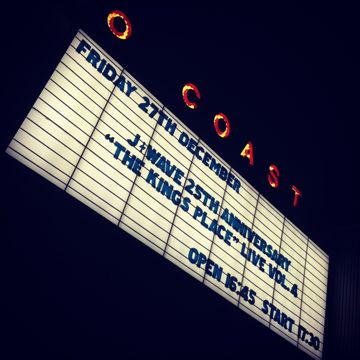 O COAST
FRIDAY 27TH DECEMBER
J-WAVE 25TH ANNIVERSARY
"THE KINGS PLACE" LIVE VOL.4
OPEN 16:45 START 17:30